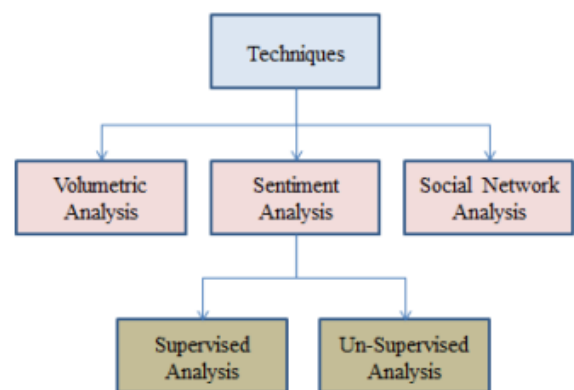 Techniques
Volumetric
Analysis
Sentiment
Analysis
Social Network
Analysis
Supervised
Analysis
Un-Supervised
Analysis